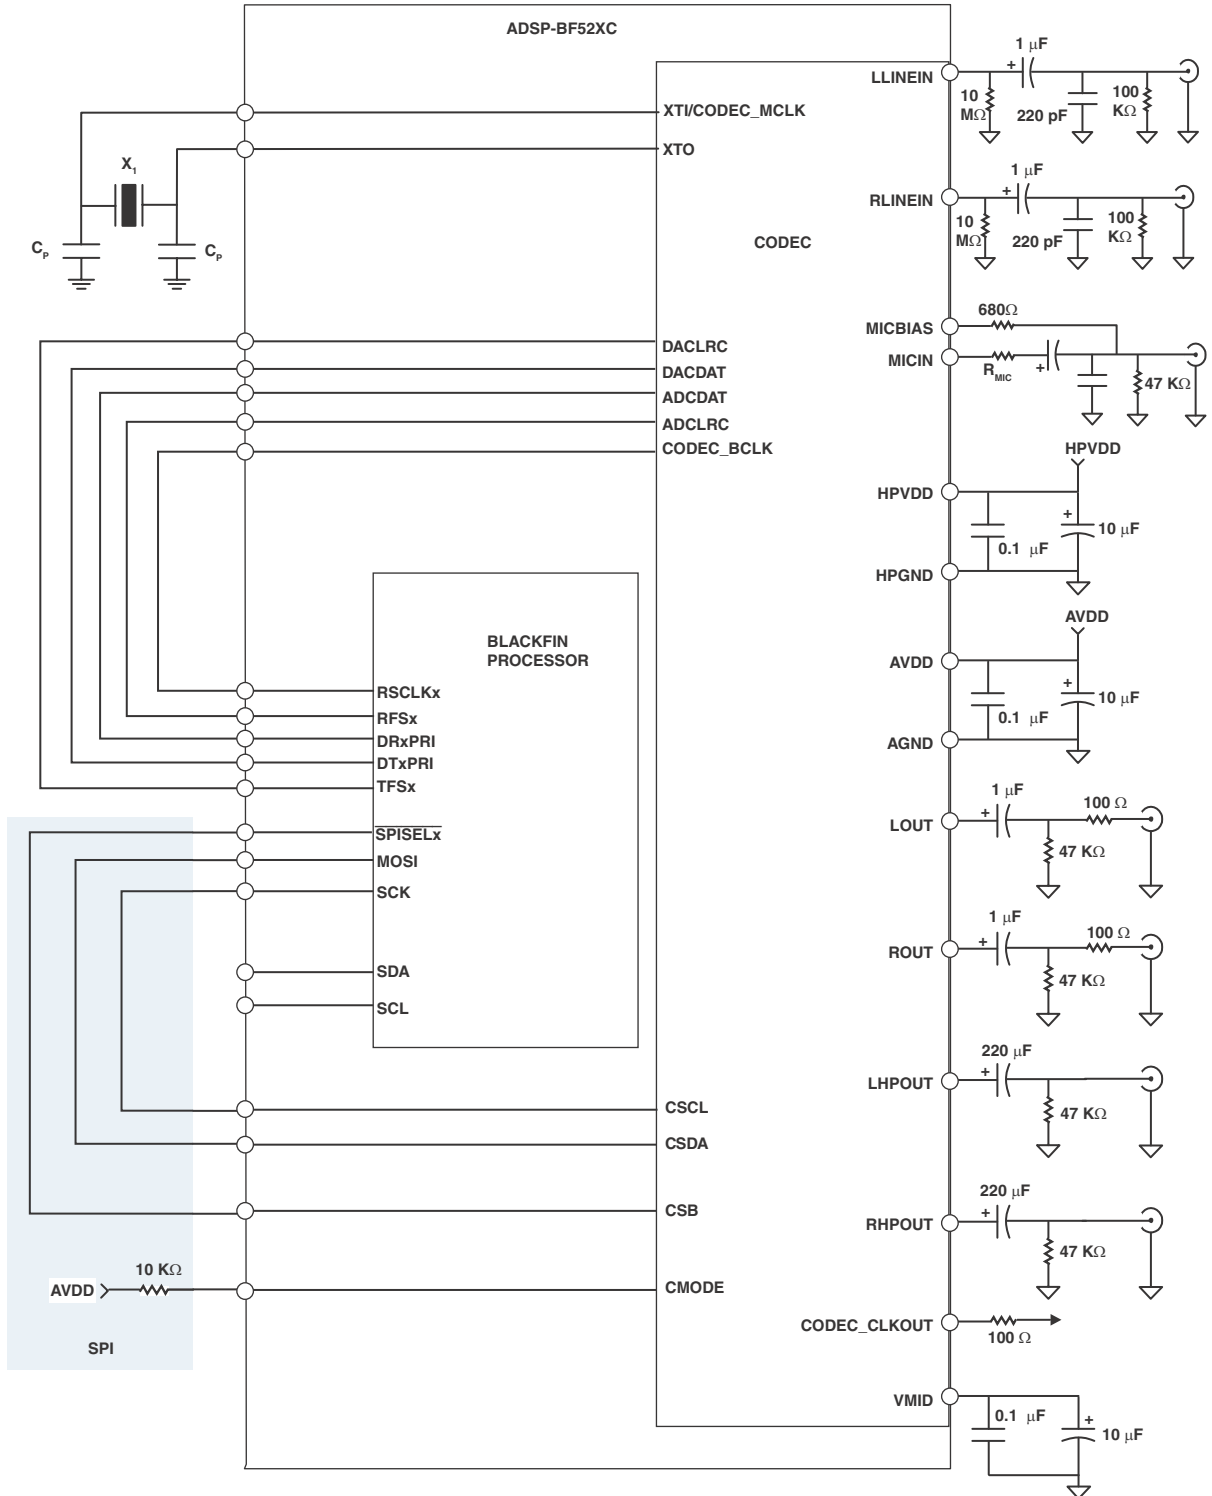 ADSP-BF52XC
XTI/CODEC_MCLK
XTO
X1
CP
CP
CODEC
DACLRC
DACDAT
ADCDAT
ADCLRC
CODEC_BCLK
BLACKFIN
PROCESSOR
RSCLKx
RFSx
DRxPRI
DTxPRI
TFSx
SPISELx
MOSI
SCK
SDA
SCL
CSCL
CSDA
CSB
CMODE
AVDD
10 KΩ
SPI
LLINEIN
1 μF
+
10
MΩ
220 pF
100
KΩ
RLINEIN
1 μF
+
10
MΩ
220 pF
100
KΩ
MICBIAS
680Ω
MICIN
RMIC
+
47 KΩ
HPVDD
HPVDD
+
10 μF
0.1 μF
HPGND
AVDD
AVDD
+
10 μF
0.1 μF
AGND
LOUT
1 μF
+
100 Ω
47 KΩ
ROUT
1 μF
+
100 Ω
47 KΩ
LHPOUT
220 μF
+
47 KΩ
RHPOUT
220 μF
+
47 KΩ
CODEC_CLKOUT
100 Ω
VMID
0.1 μF
+
10 μF